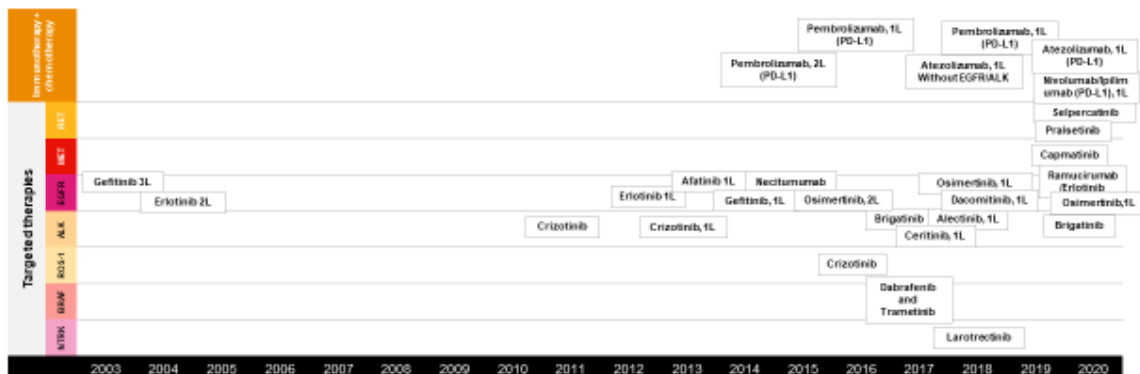 Immunotherapy +
chemotherapy
Pembrolizumab, 1L
(PD-L1)
Pembrolizumab, 1L
(PD-L1)
Pembrolizumab, 2L
(PD-L1)
Atezolizumab, 1L
Without EGFR/ALK
Atezolizumab, 1L
(PD-L1)
Nivolumab/Ipilim
umab (PD-L1), 1L
Targeted therapies
RET
Selpercatinib
Pralsetinib
MET
Capmatinib
EGFR
Gefitinib 3L
Erlotinib 2L
Erlotinib 1L
Afatinib 1L
Gefitinib, 1L
Necitumumab
Osimertinib, 2L
Osimertinib, 1L
Dacomitinib, 1L
Ramucirumab
/Erlotinib
Osimertinib,1L
ALK
Crizotinib
Crizotinib, 1L
Brigatinib
Alectinib, 1L
Ceritinib, 1L
Brigatinib
ROS-1
Crizotinib
BRAF
Dabrafenib
and
Trametinib
NTRK
Larotrectinib
2003 2004 2005 2006 2007 2008 2009 2010 2011 2012 2013 2014 2015 2016 2017 2018 2019 2020